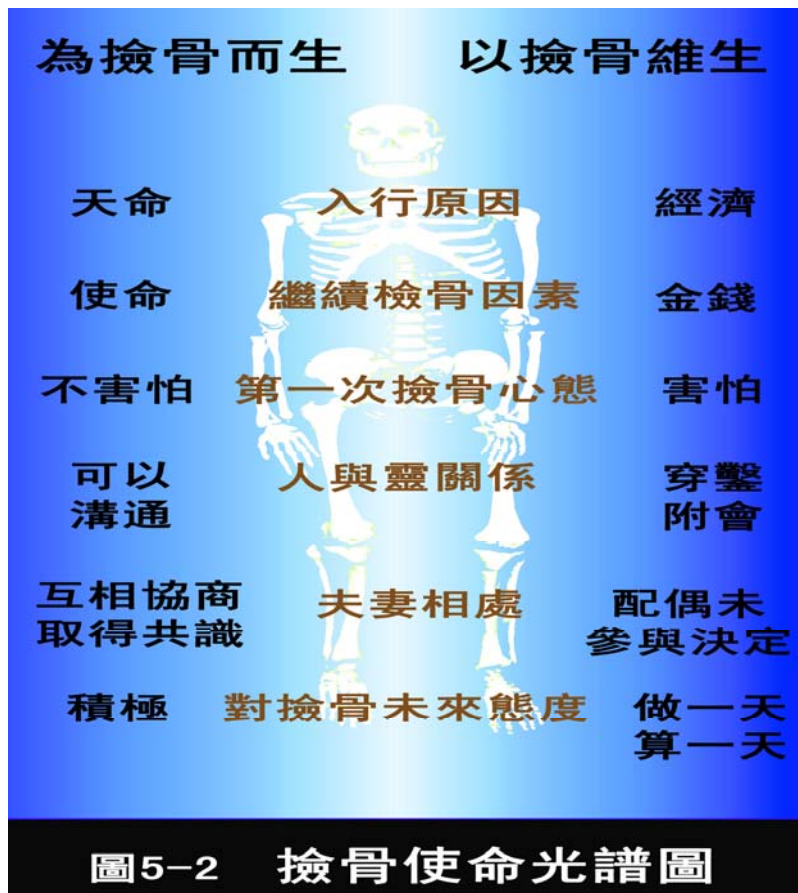 為撿骨而生 以撿骨維生
天命 入行原因 經濟
使命 繼續檢骨因素 金錢
不害怕 第一次撿骨心態 害怕
可以 人與靈關係 穿鑿
溝通 附會
互相協商 夫妻相處 配偶未
取得共識 參與決定
積極 對撿骨未來態度 做一天
算一天
圖5-2 撿骨使命光譜圖